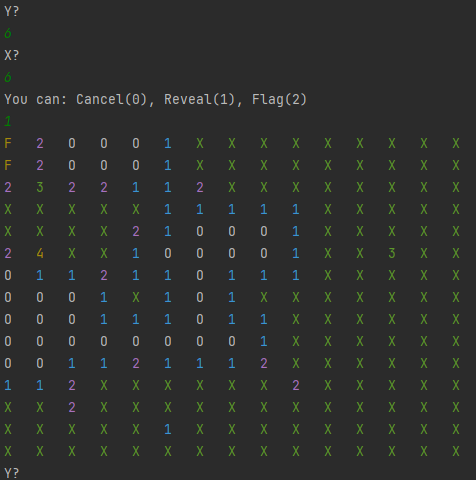 Y?
6
X?
6
You can: Cancel(0), Reveal(1), Flag(2)
1
F 2 0 0 0 1 X X X X X X X X X
F 2 0 0 0 1 X X X X X X X X X
2 3 2 2 1 1 2 X X X X X X X X
X X X X X 1 1 1 1 1 X X X X X
X X X X 2 1 0 0 0 1 X X X X X
2 4 X X 1 0 0 0 0 1 X X 3 X X
0 1 1 2 1 1 0 1 1 1 X X X X X
0 0 0 1 X 1 0 1 X X X X X X X
0 0 0 1 1 1 0 1 1 X X X X X X
0 0 0 0 0 0 0 0 1 X X X X X X
0 0 1 1 2 1 1 1 2 X X X X X X
1 1 2 X X X X X X 2 X X X X X
X X 2 X X X X X X X X X X X X
X X X X X 1 X X X X X X X X X
X X X X X X X X X X X X X X X
Y?